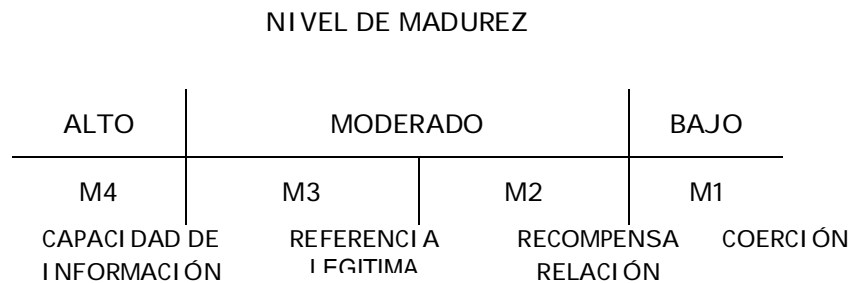 NIVEL DE MADUREZ
ALTO MODERADO BAJO
M4 M3 M2 M1
CAPACIDAD DE REFERENCIA RECOMPENSA COERCIÓN
INFORMACIÓN LEGITIMA RELACIÓN